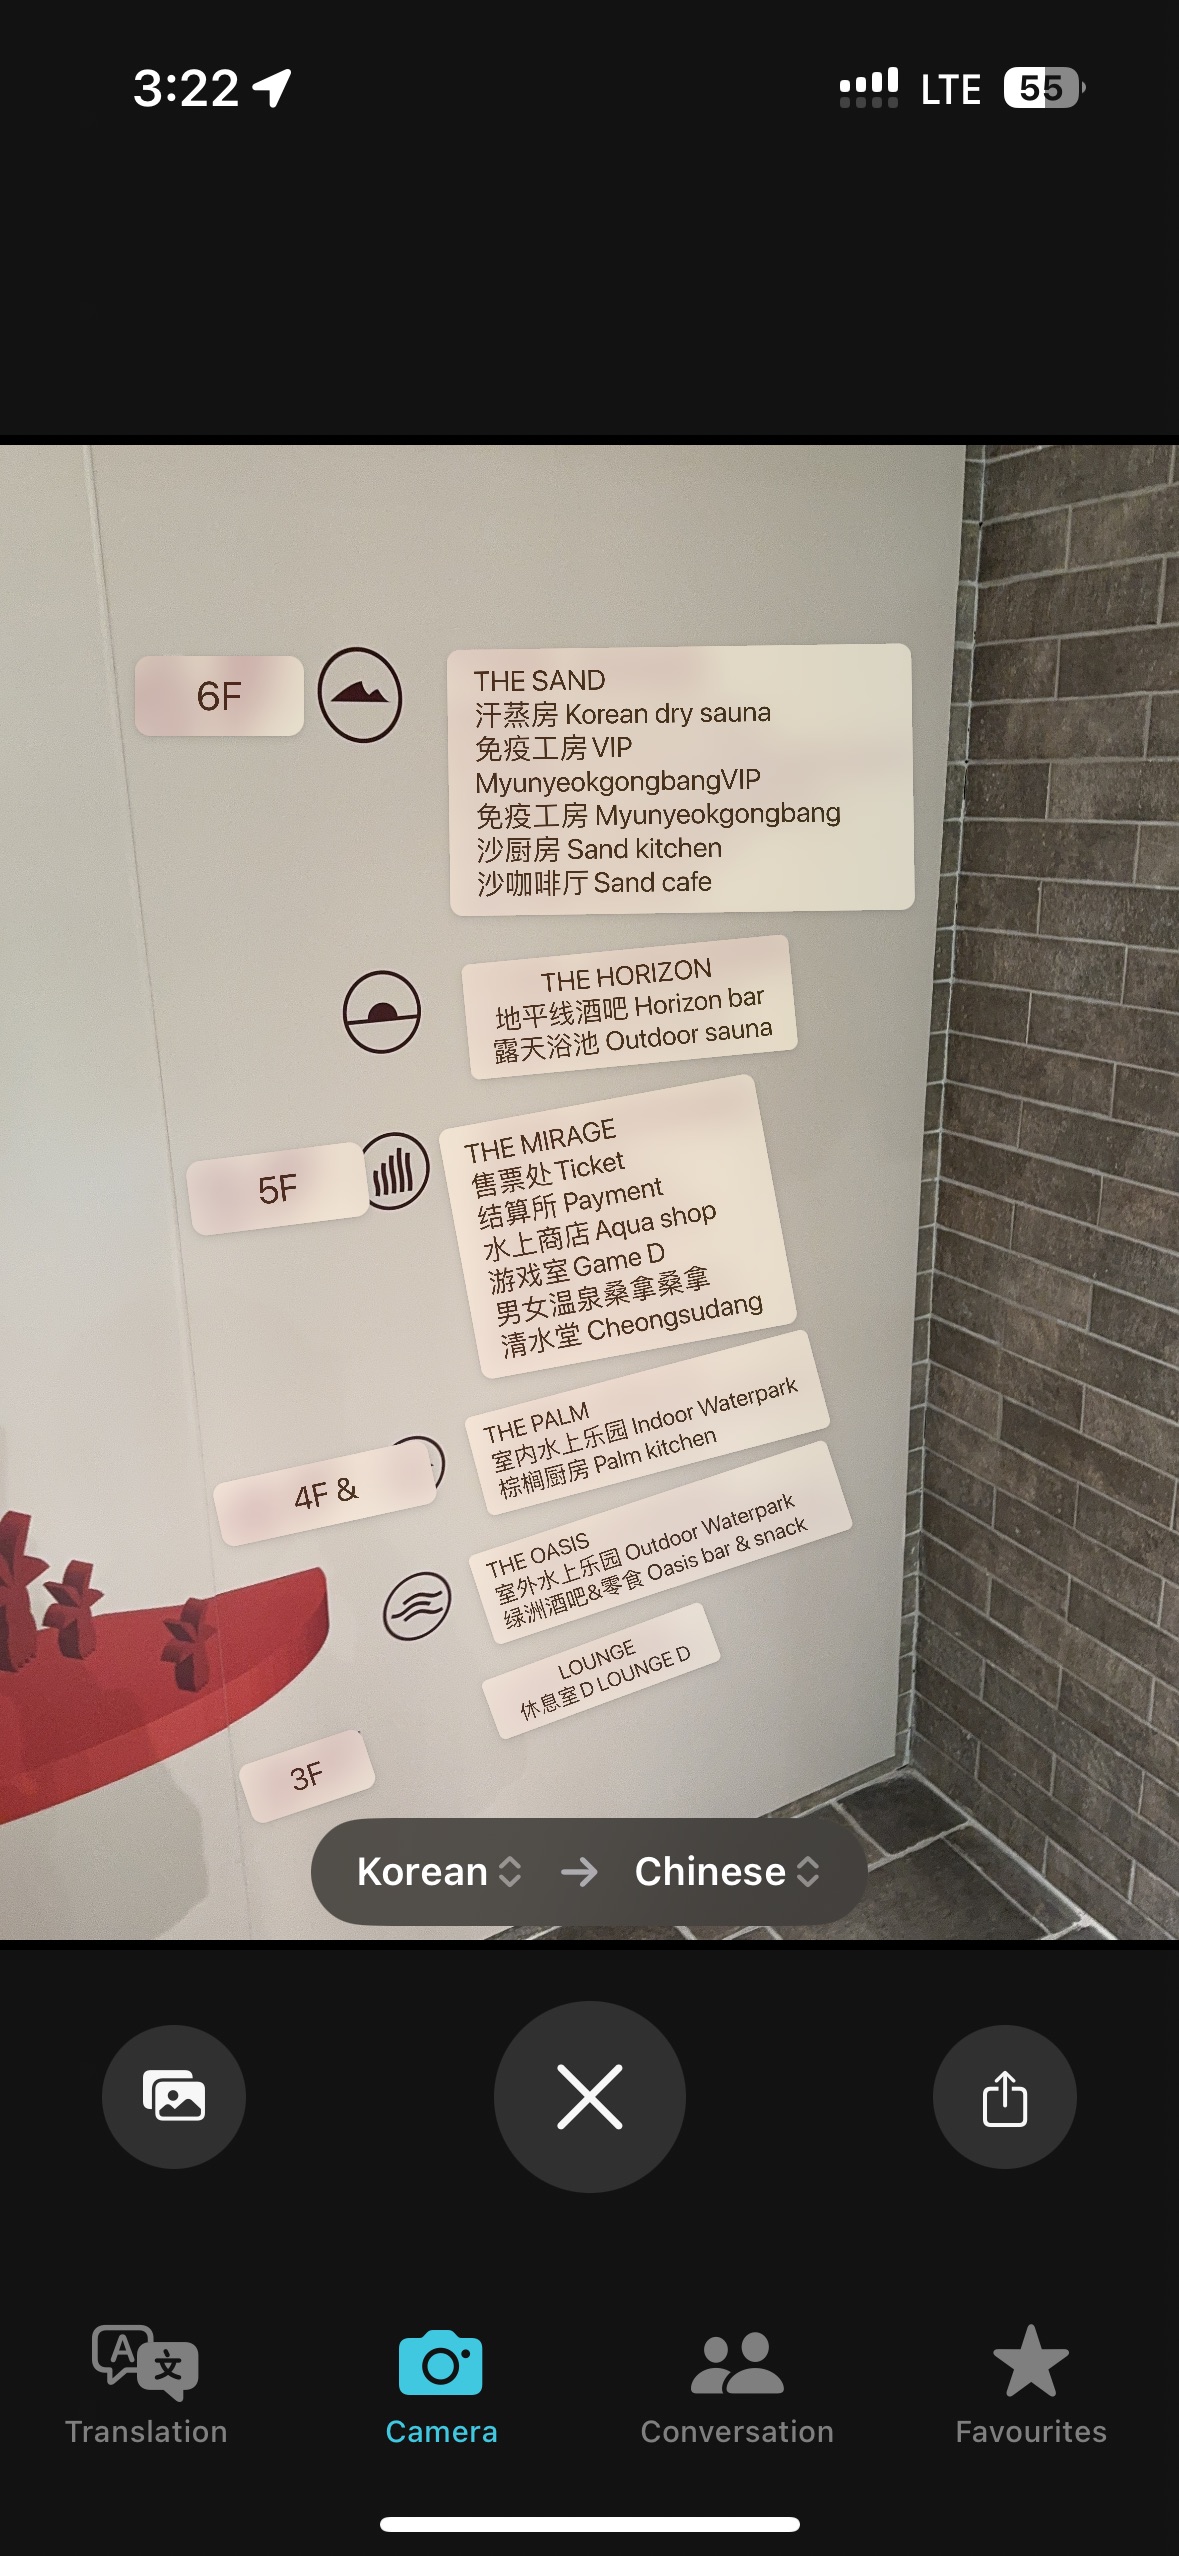 3:22
LTE
55
6F
THE SAND
汗蒸房 Korean dry sauna
免疫工房 VIP
MyunyeokgongbangVIP
免疫工房 Myunyeokgongbang
沙厨房 Sand kitchen
沙咖啡厅 Sand cafe
THE HORIZON
地平线酒吧 Horizon bar
露天浴池 Outdoor sauna
5F
THE MIRAGE
售票处 Ticket
结算所 Payment
水上商店 Aqua shop
游戏室 Game D
男女温泉桑拿桑拿
清水堂 Cheongsudang
4F &
THE PALM
室内水上乐园 Indoor Waterpark
棕榈厨房 Palm kitchen
THE OASIS
室外水上乐园 Outdoor Waterpark
绿洲酒吧&零食 Oasis bar & snack
LOUNGE
休息室 D LOUNGE D
3F
Korean → Chinese
A
文
Translation
Camera
Conversation
Favourites